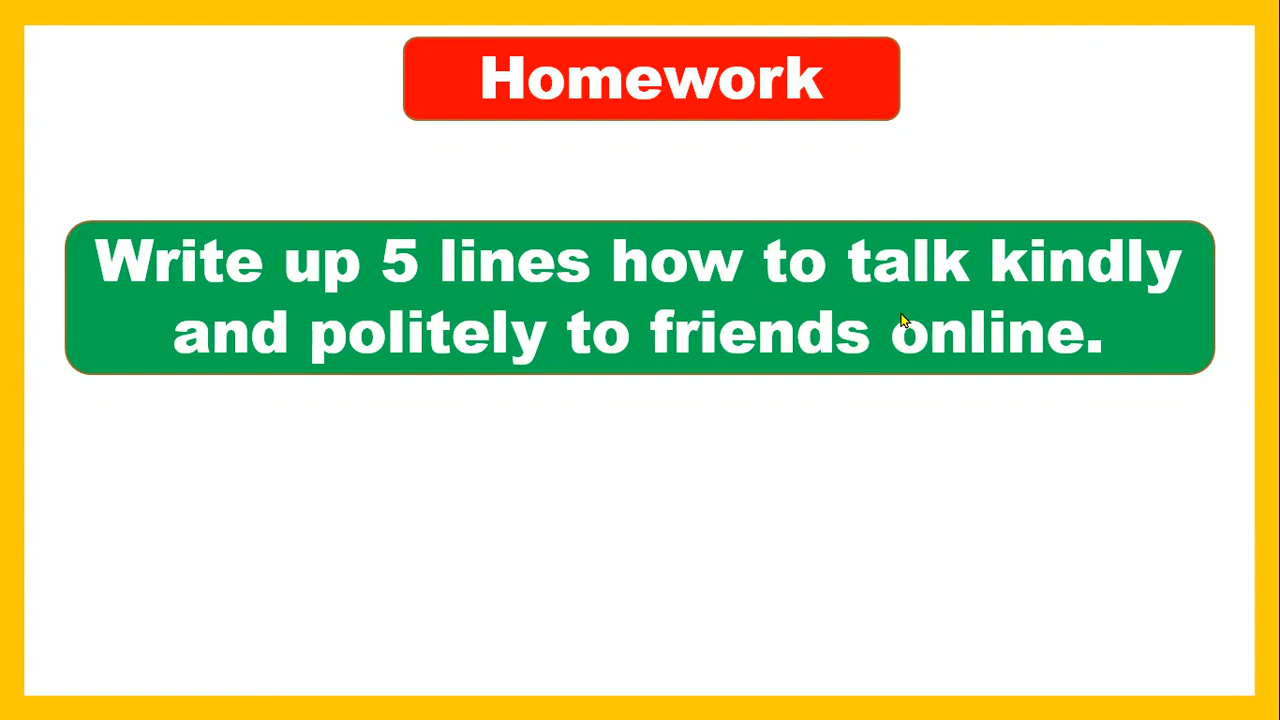 Homework
Write up 5 lines how to talk kindly
and politely to friends online.